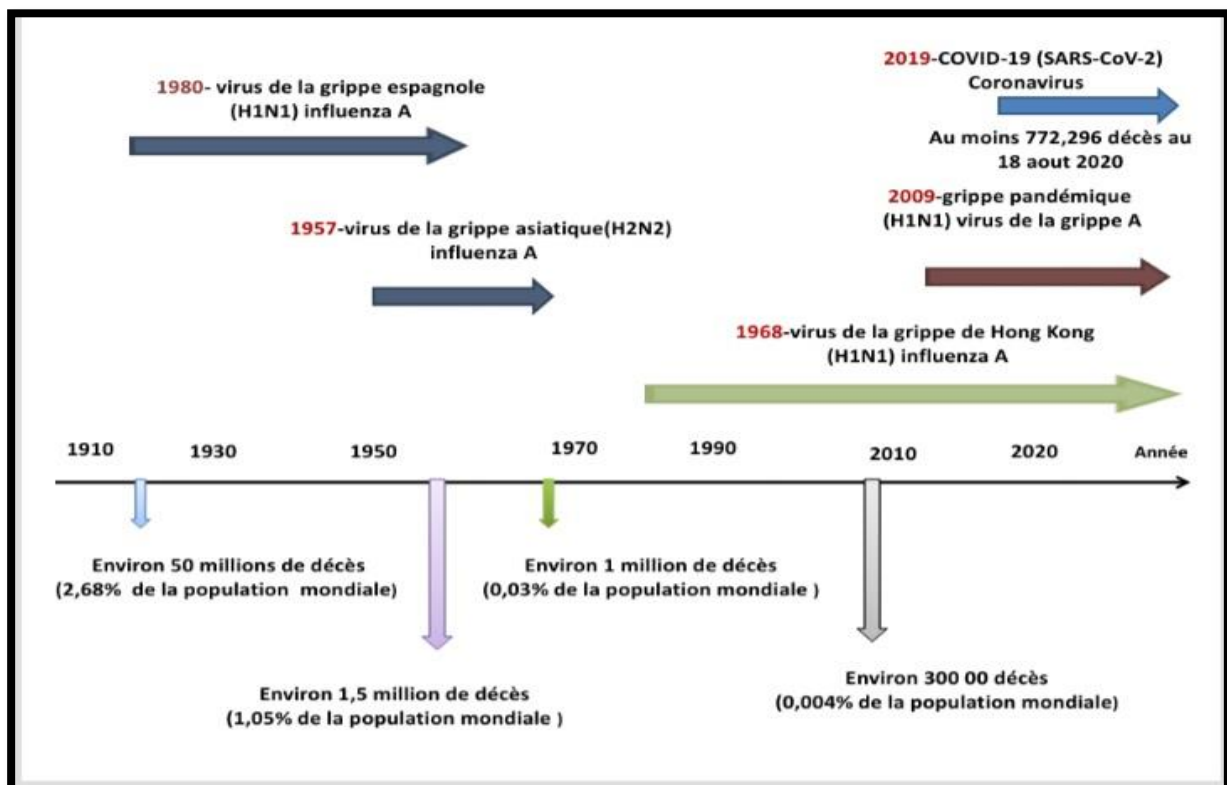 2019-COVID-19 (SARS-CoV-2)
Coronavirus
1980- virus de la grippe espagnole
(H1N1) influenza A
Au moins 772,296 décès au
18 aout 2020
2009-grippe pandémique
(H1N1) virus de la grippe A
1957-virus de la grippe asiatique(H2N2)
influenza A
1968-virus de la grippe de Hong Kong
(H1N1) influenza A
1910 1930 1950 1970 1990 2010 2020 Année
Environ 50 millions de décès
(2,68% de la population mondiale)
Environ 1 million de décès
(0,03% de la population mondiale )
Environ 1,5 million de décès
(1,05% de la population mondiale )
Environ 300 00 décès
(0,004% de la population mondiale)